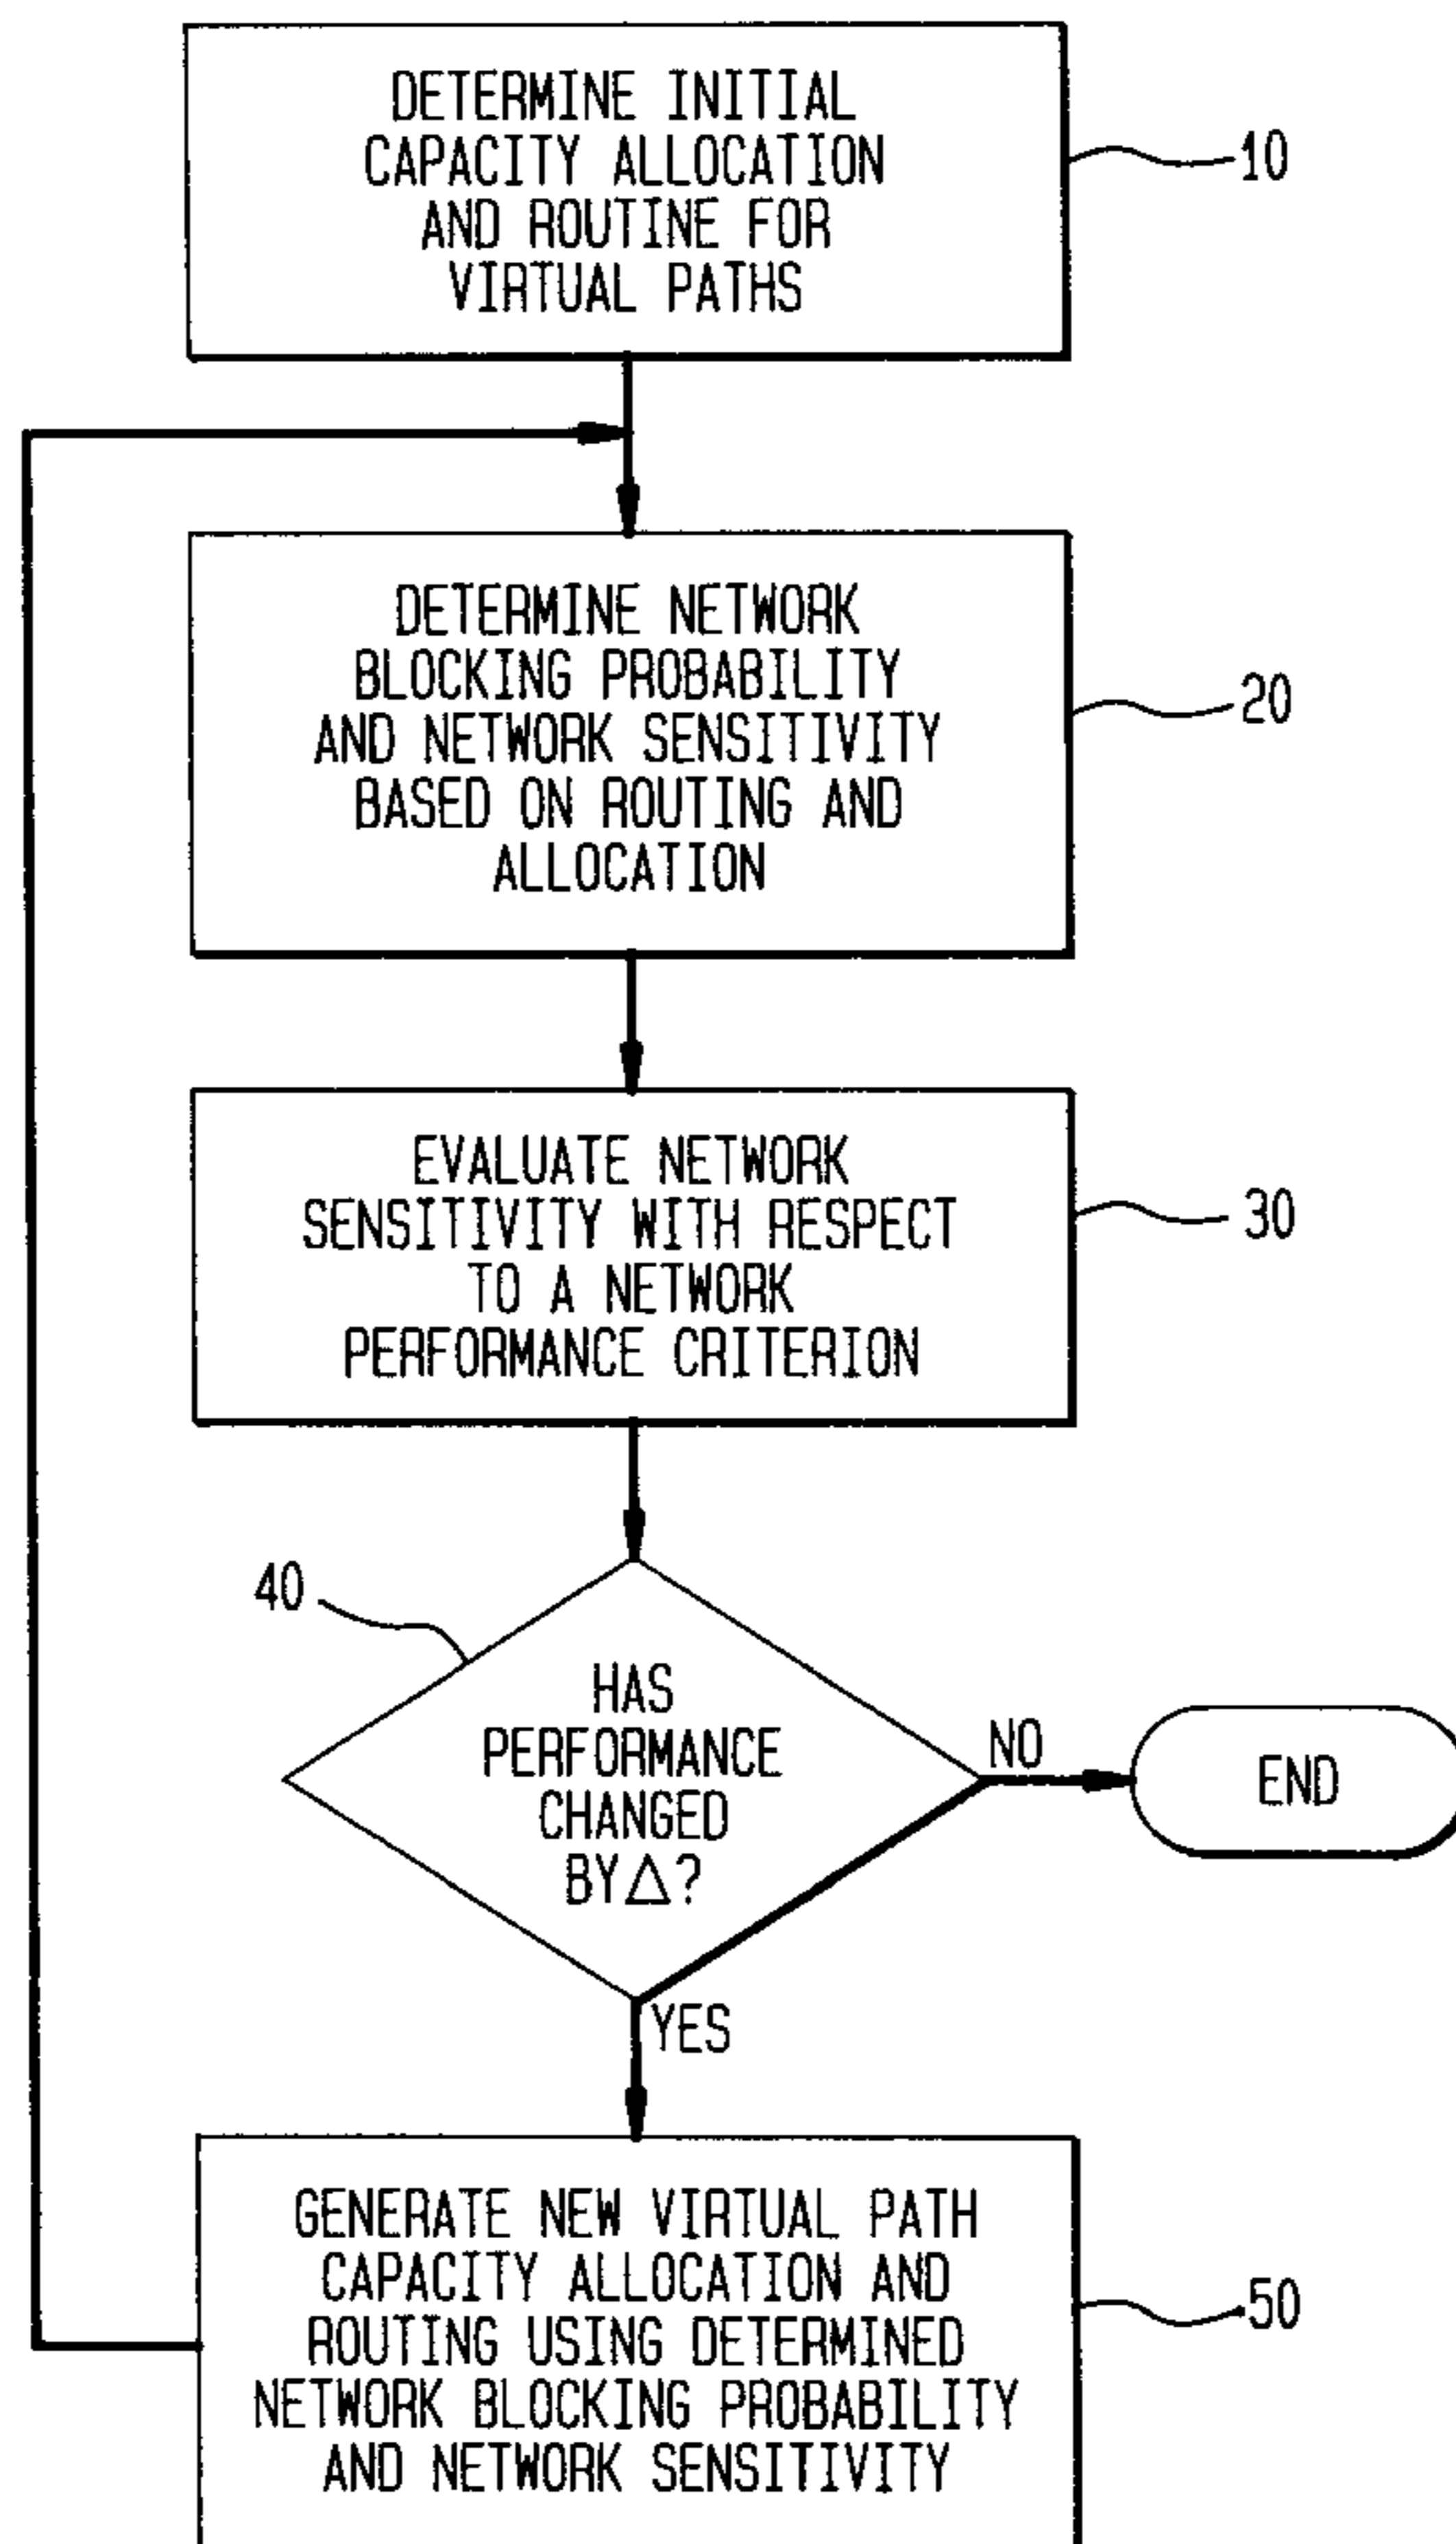 DETERMINE INITIAL
CAPACITY ALLOCATION
AND ROUTINE FOR
VIRTUAL PATHS
10
DETERMINE NETWORK
BLOCKING PROBABILITY
AND NETWORK SENSITIVITY
BASED ON ROUTING AND
ALLOCATION
20
EVALUATE NETWORK
SENSITIVITY WITH RESPECT
TO A NETWORK
PERFORMANCE CRITERION
30
40
HAS
PERFORMANCE
CHANGED
BY△?
NO
END
YES
GENERATE NEW VIRTUAL PATH
CAPACITY ALLOCATION AND
ROUTING USING DETERMINED
NETWORK BLOCKING PROBABILITY
AND NETWORK SENSITIVITY
50